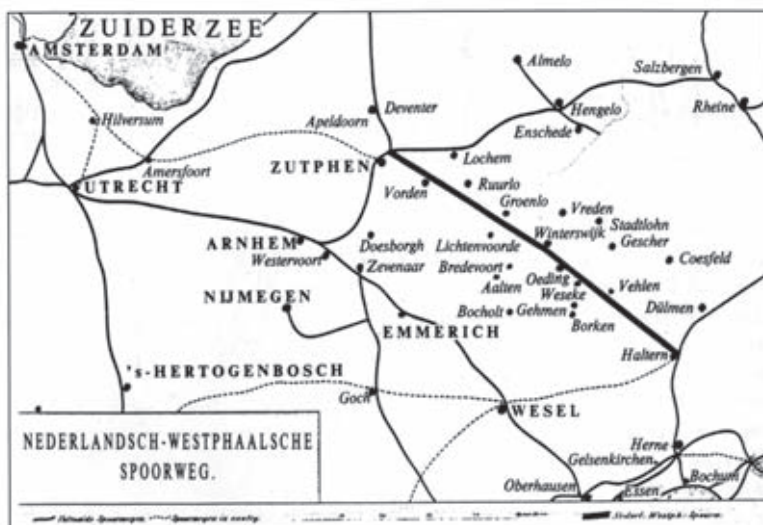 ZUIDERZEE
AMSTERDAM
Almelo
Salzbergen
Hilversum
Apeldoorn
Deventer
Hengelo
Rheine
Enschede
Amersfoort
ZUTPHEN
Lochem
UTRECHT
Vorden
Ruurlo
Groenlo
Vreden
Stadtlohn
ARNHEM
Doesborgh
Lichtenvoorde
Winterswijk
Gescher
Westervoort
Zevenaar
Bredevoort
Oeding
Coesfeld
Aalten
Weseke
Vehlen
NIJMEGEN
Bocholt
Gehmen
Dülmen
EMMERICH
Borken
Haltern
's-HERTOGENBOSCH
Goch
WESEL
NEDERLANDSCH-WESTPHAALSCHE
SPOORWEG.
Herne
Gelsenkirchen
Bochum
Oberhausen
Essen